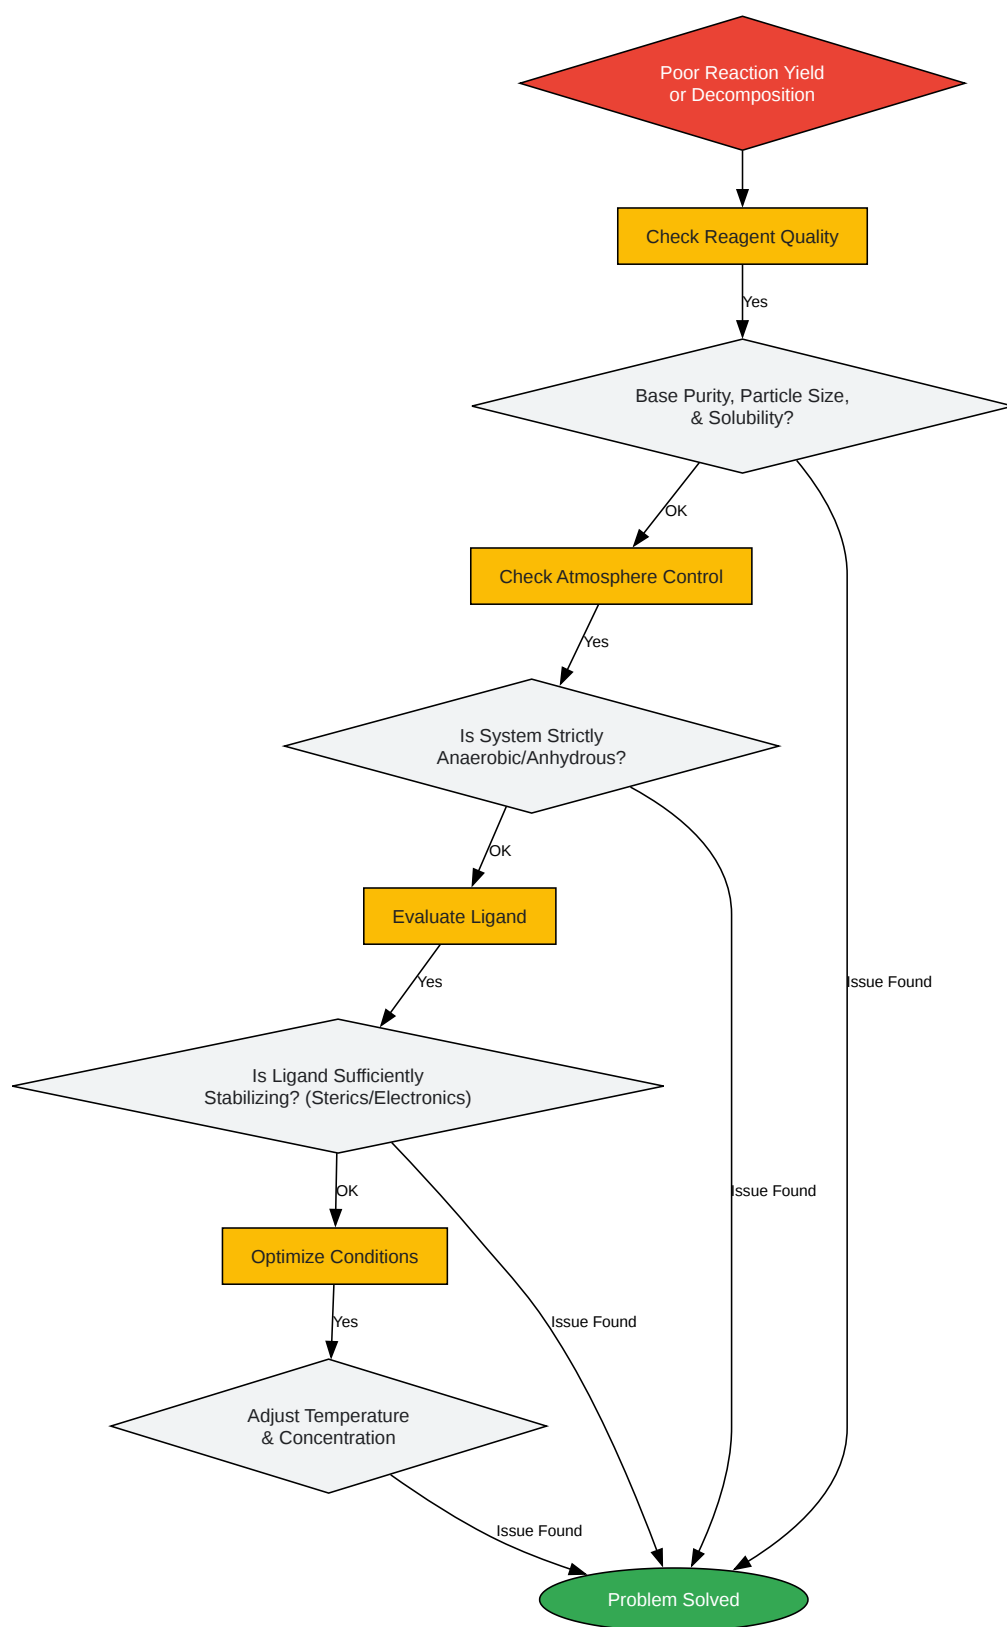 Poor Reaction Yield
or Decomposition
Check Reagent Quality
Yes
Base Purity, Particle Size,
& Solubility?
OK
Check Atmosphere Control
Yes
Is System Strictly
Anaerobic/Anhydrous?
OK
Evaluate Ligand
Yes
Issue Found
Is Ligand Sufficiently
Stabilizing? (Sterics/Electronics)
OK
Issue Found
Optimize Conditions
Yes
Issue Found
Adjust Temperature
& Concentration
Issue Found
Problem Solved